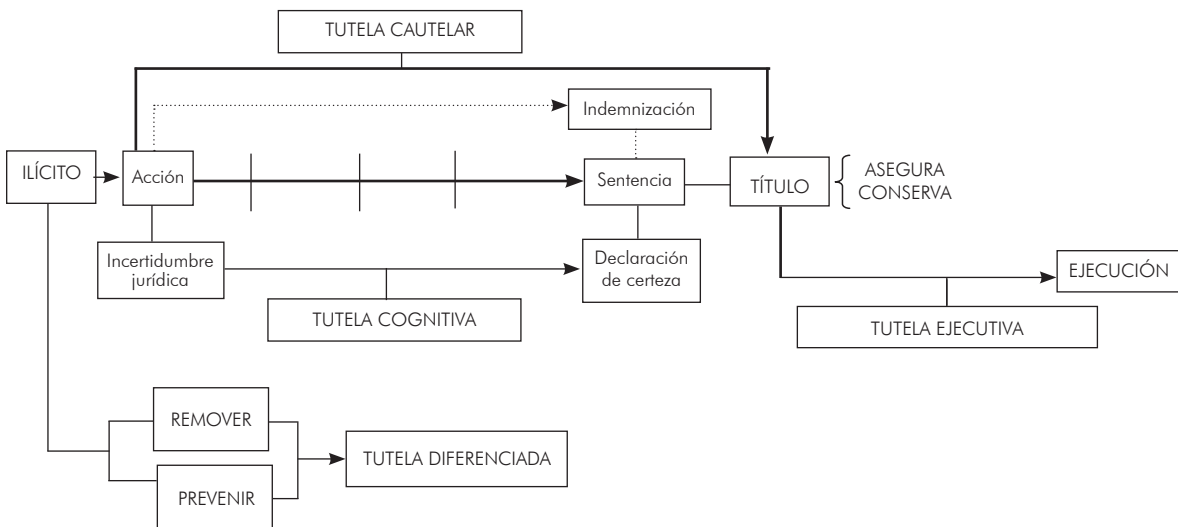 TUTELA CAUTELAR
Indemnización
ILÍCITO
Acción
Sentencia
TÍTULO
ASEGURA
CONSERVA
Incertidumbre
jurídica
Declaración
de certeza
EJECUCIÓN
TUTELA COGNITIVA
TUTELA EJECUTIVA
REMOVER
TUTELA DIFERENCIADA
PREVENIR